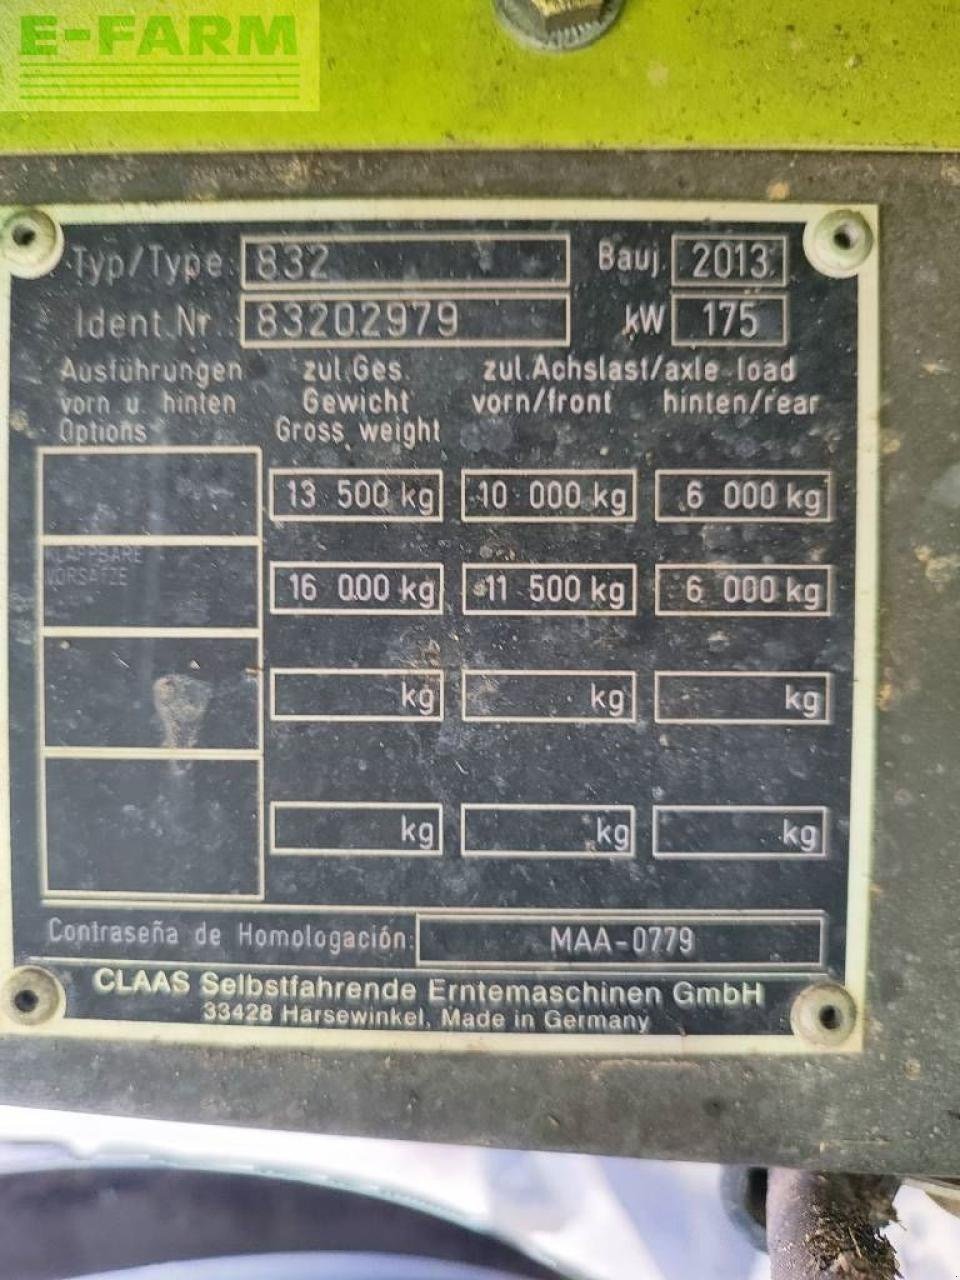 E-FARM
Typ/Type 832 Bauj. 2013
Ident.Nr 83202979 kW 175
Ausführungen zul.Ges. zul.Achslast/axle load
vorn u. hinten Gewicht vorn/front hinten/rear
Options Gross weight
13 500 kg 10 000 kg 6 000 kg
KLAPPBARE
VORSÄTZE 16 000 kg 11 500 kg 6 000 kg
kg kg kg
kg kg kg
Contraseña de Homologación: MAA-0779
CLAAS Selbstfahrende Erntemaschinen GmbH
33428 Harsewinkel, Made in Germany